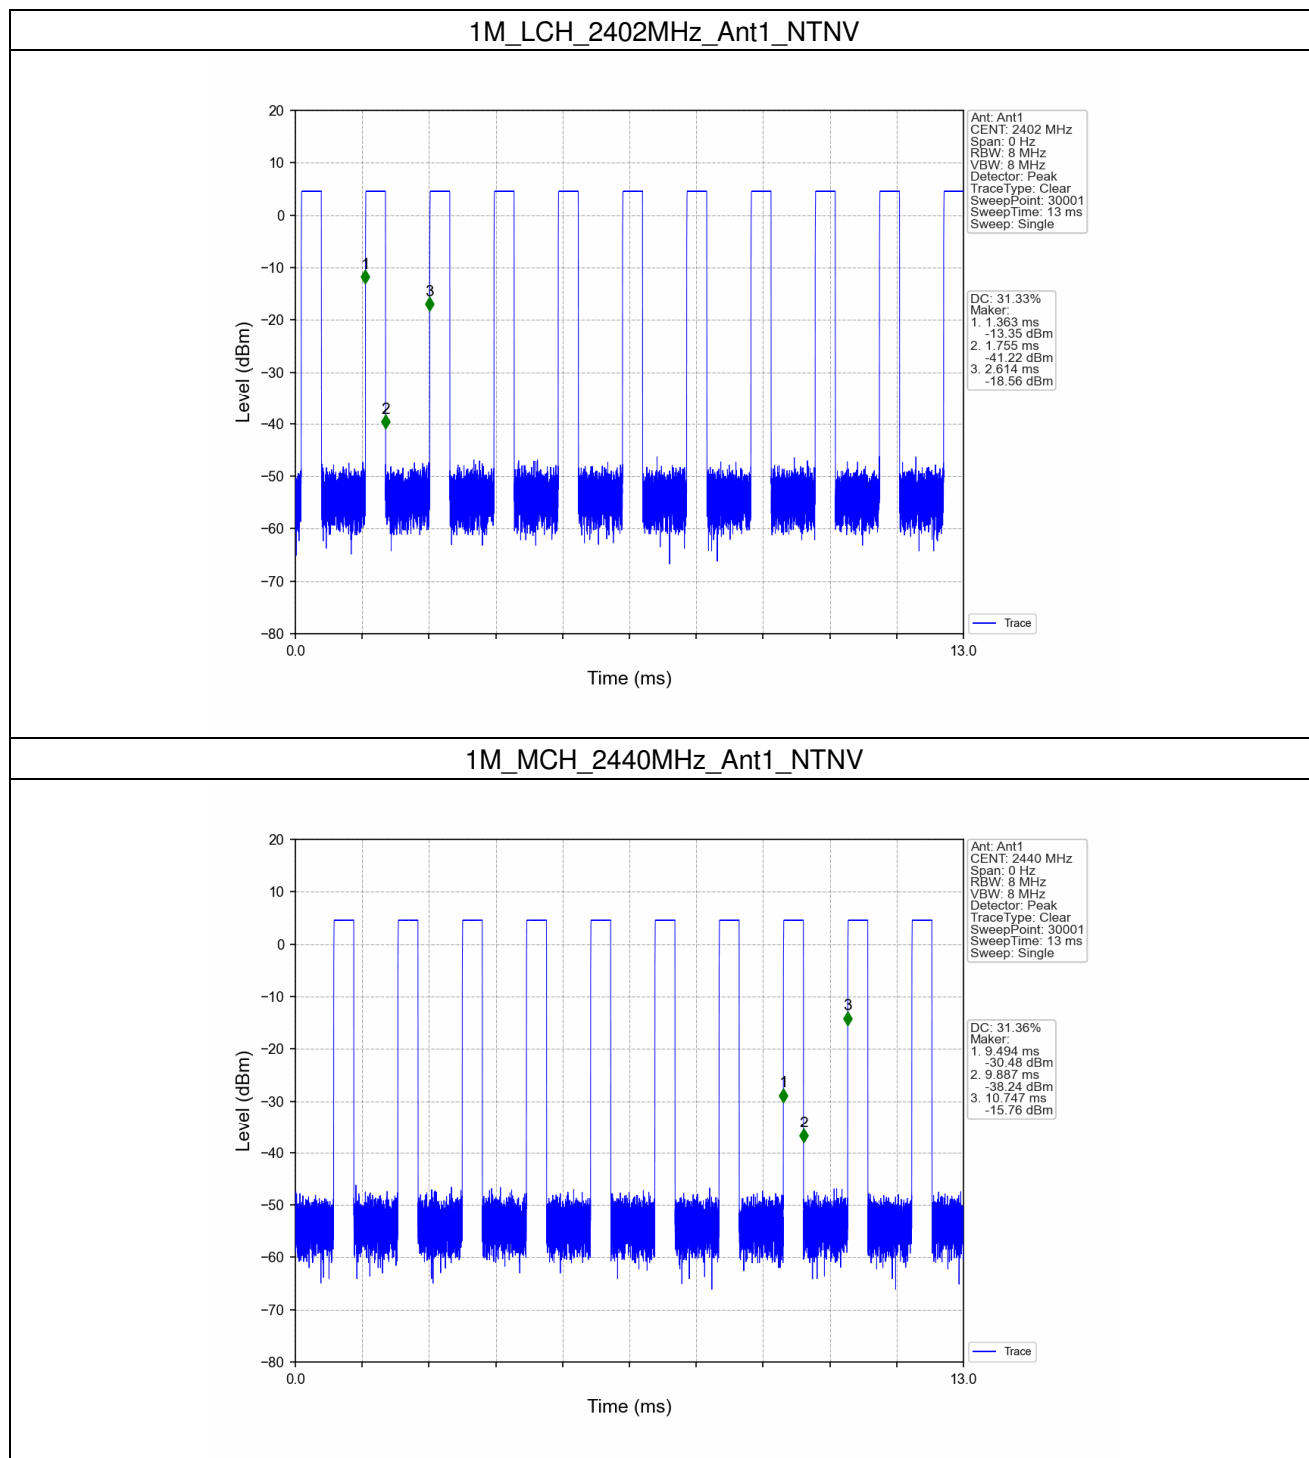 1M_LCH_2402MHz_Ant1_NTNV
20
10
0
−10
−20
−30
−40
−50
−60
−70
−80
Level (dBm)
0.0
13.0
Time (ms)
1
2
3
Ant: Ant1
CENT: 2402 MHz
Span: 0 Hz
RBW: 8 MHz
VBW: 8 MHz
Detector: Peak
TraceType: Clear
SweepPoint: 30001
SweepTime: 13 ms
Sweep: Single
DC: 31.33%
Maker:
1. 1.363 ms
-13.35 dBm
2. 1.755 ms
-41.22 dBm
3. 2.614 ms
-18.56 dBm
Trace
1M_MCH_2440MHz_Ant1_NTNV
20
10
0
−10
−20
−30
−40
−50
−60
−70
−80
Level (dBm)
0.0
13.0
Time (ms)
1
2
3
Ant: Ant1
CENT: 2440 MHz
Span: 0 Hz
RBW: 8 MHz
VBW: 8 MHz
Detector: Peak
TraceType: Clear
SweepPoint: 30001
SweepTime: 13 ms
Sweep: Single
DC: 31.36%
Maker:
1. 9.494 ms
-30.48 dBm
2. 9.887 ms
-38.24 dBm
3. 10.747 ms
-15.76 dBm
Trace